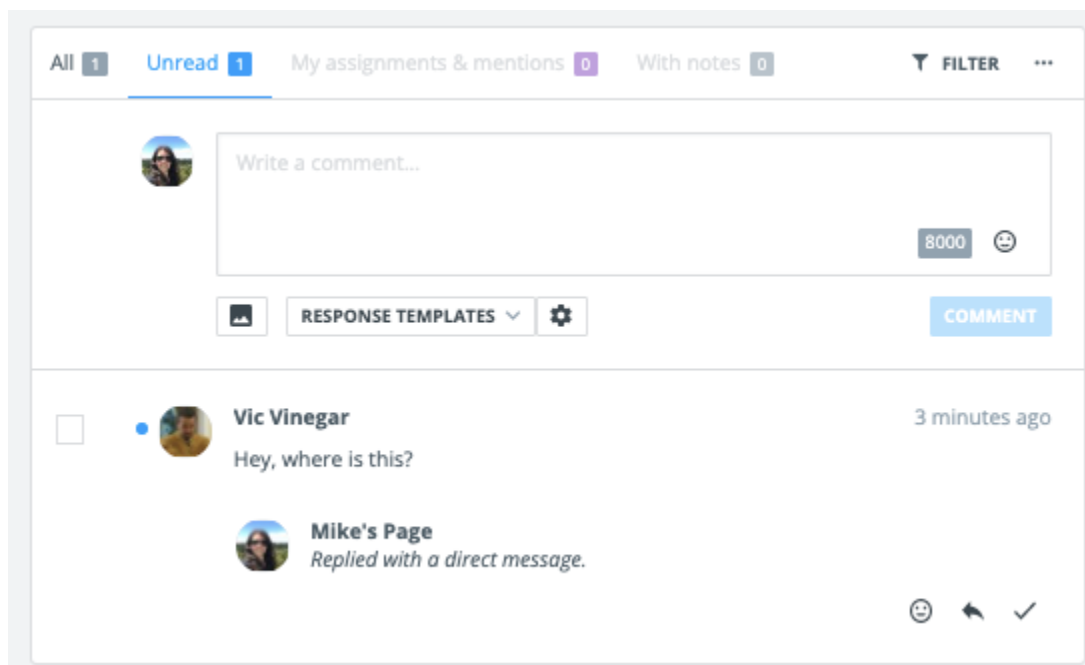 All 1 Unread 1 My assignments & mentions 0 With notes 0 FILTER ...
Write a comment...
8000
RESPONSE TEMPLATES COMMENT
Vic Vinegar 3 minutes ago
Hey, where is this?
Mike's Page
Replied with a direct message.